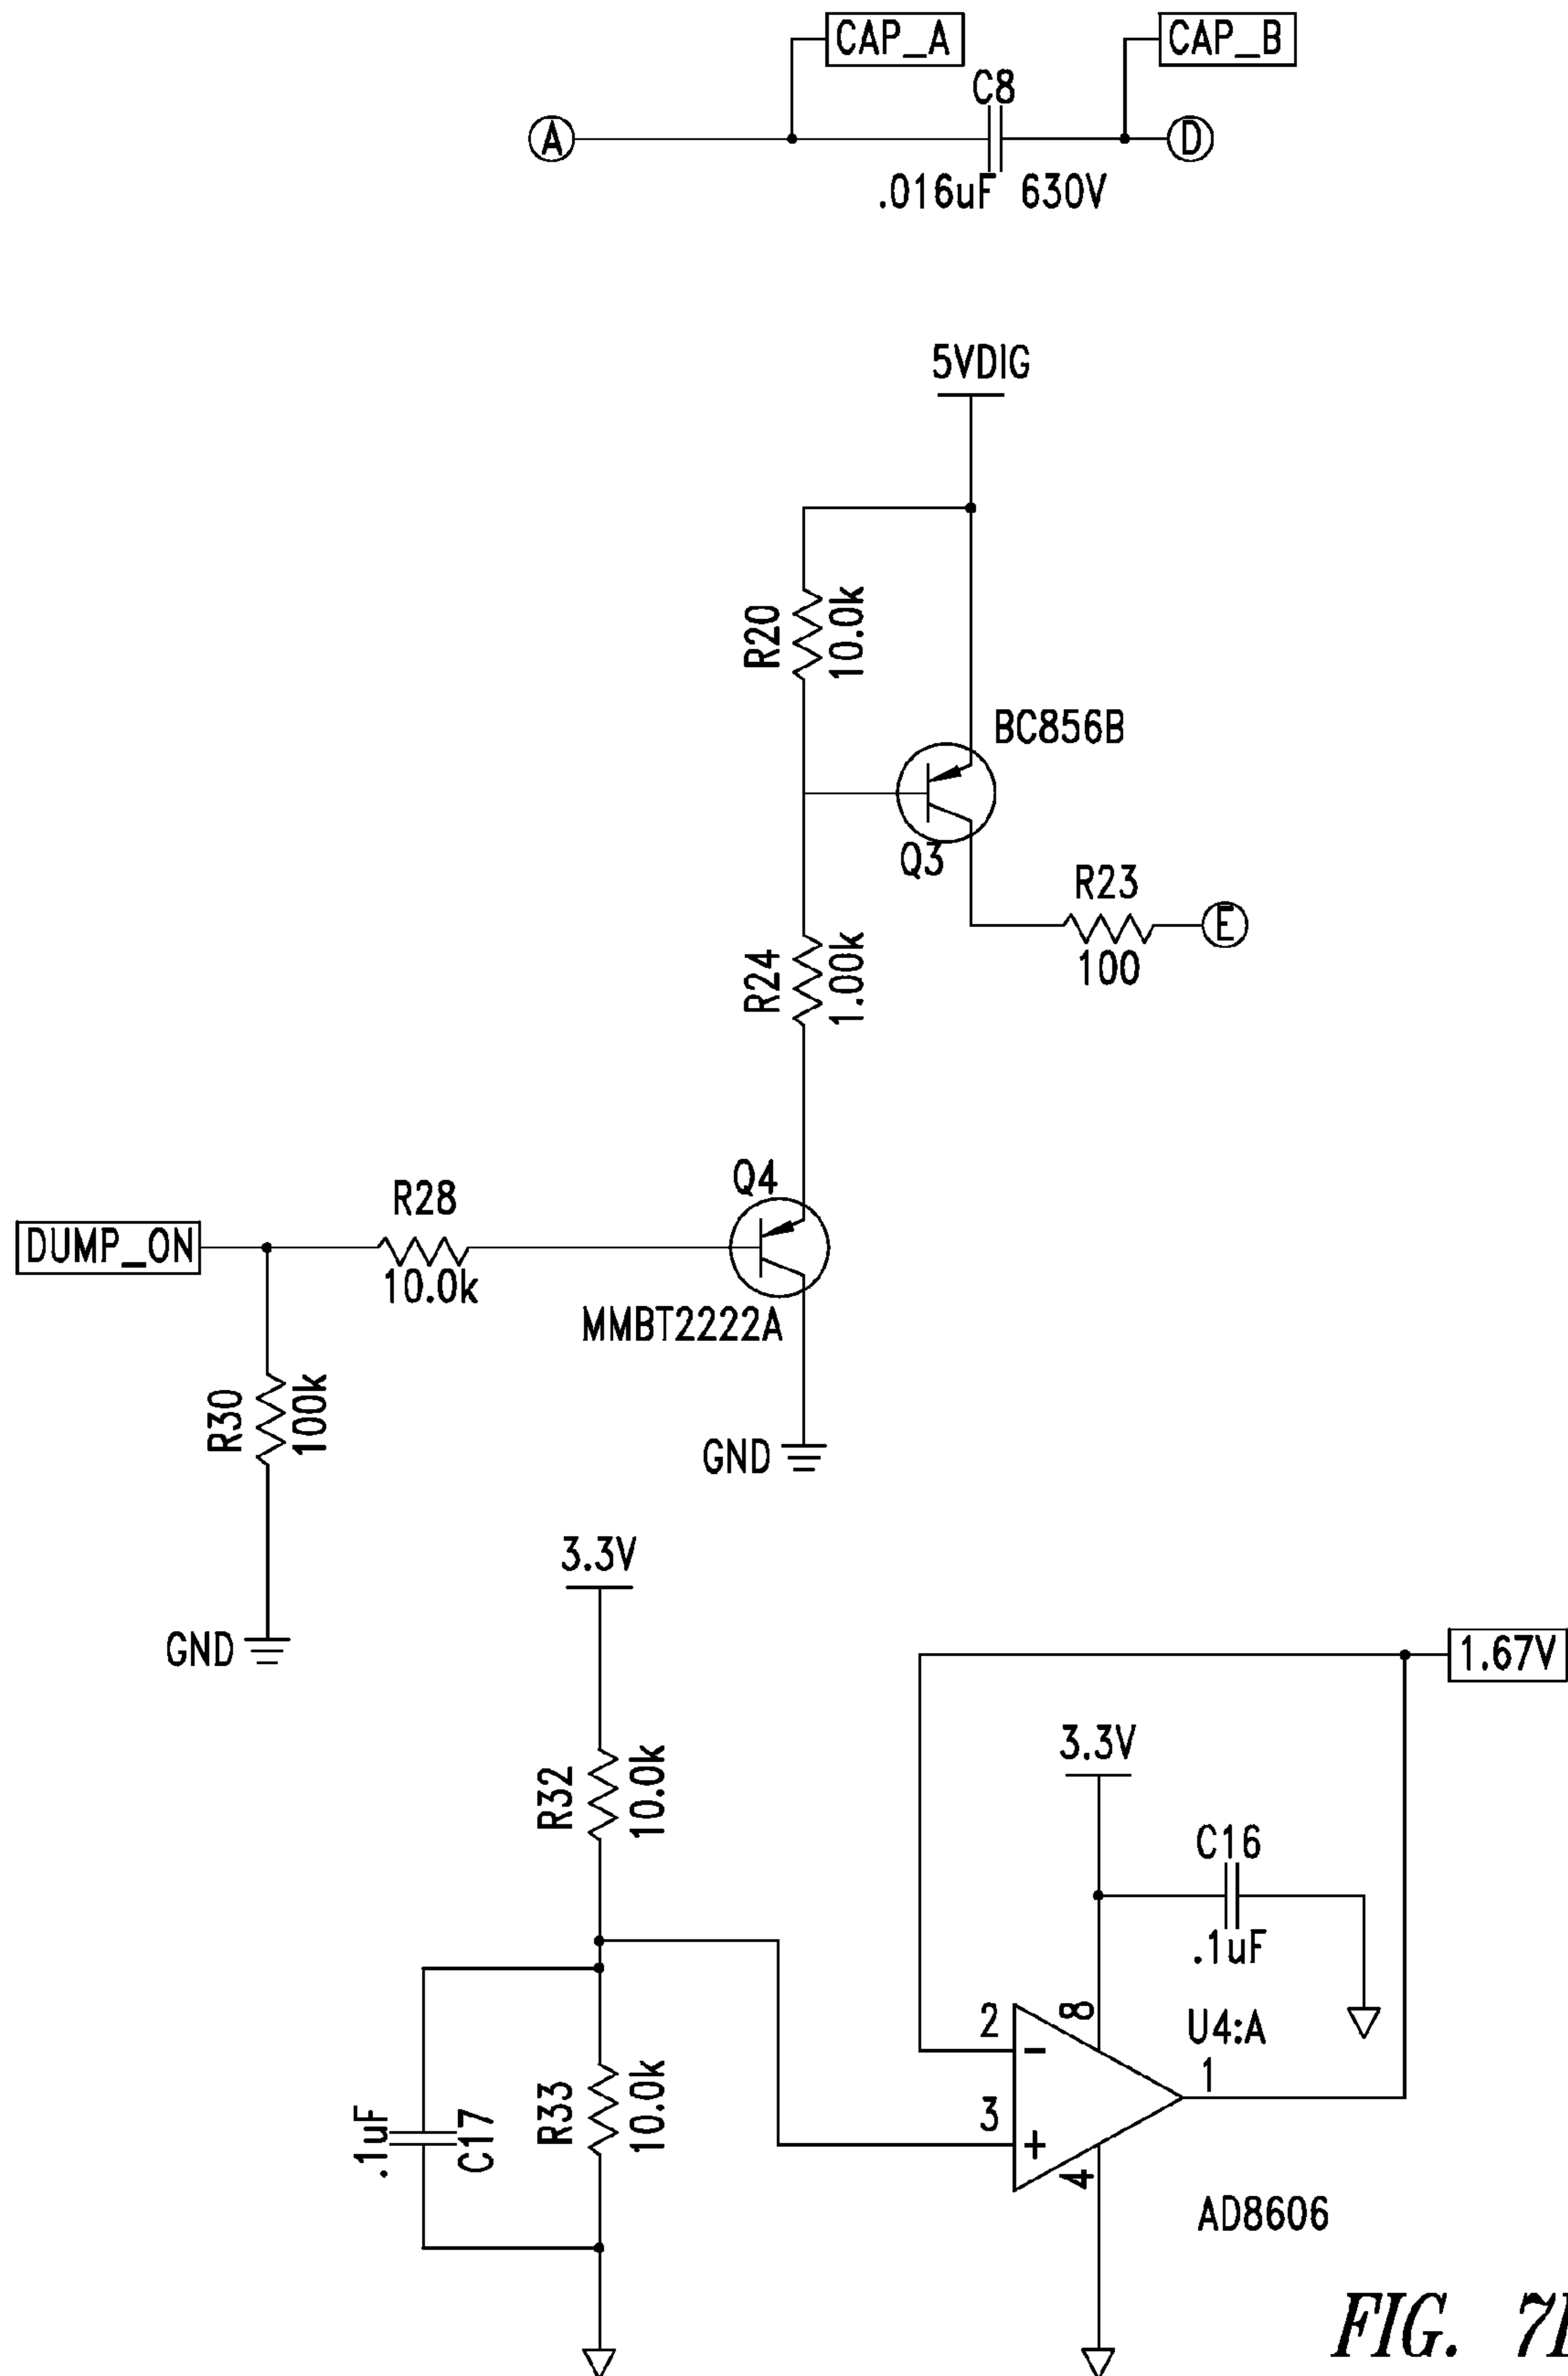 CAP_A
CAP_B
C8
A
D
.016uF 630V
5VDIG
R20
10.0k
BC856B
Q3
R23
E
100
R24
1.00k
Q4
R28
DUMP_ON
10.0k
MMBT2222A
R30
100k
GND
GND
3.3V
1.67V
3.3V
R32
10.0k
C16
.1uF
2
8
U4:A
1
3
R33
10.0k
.1uF
C17
4
AD8606
FIG.